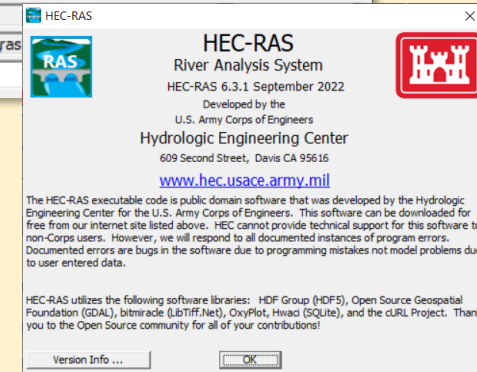 HEC-RAS
ras
RAS
HEC-RAS
River Analysis System
HEC-RAS 6.3.1 September 2022
Developed by the
U.S. Army Corps of Engineers
Hydrologic Engineering Center
609 Second Street, Davis CA 95616
www.hec.usace.army.mil
The HEC-RAS executable code is public domain software that was developed by the Hydrologic
Engineering Center for the U.S. Army Corps of Engineers. This software can be downloaded for
free from our internet site listed above. HEC cannot provide technical support for this software to
non-Corps users. However, we will respond to all documented instances of program errors.
Documented errors are bugs in the software due to programming mistakes not model problems du
to user entered data.
HEC-RAS utilizes the following software libraries: HDF Group (HDF5), Open Source Geospatial
Foundation (GDAL), bitmiracle (LibTiff.Net), OxyPlot, Hwaci (SQLite), and the cURL Project. Than
you to the Open Source community for all of your contributions!
Version Info ...
OK